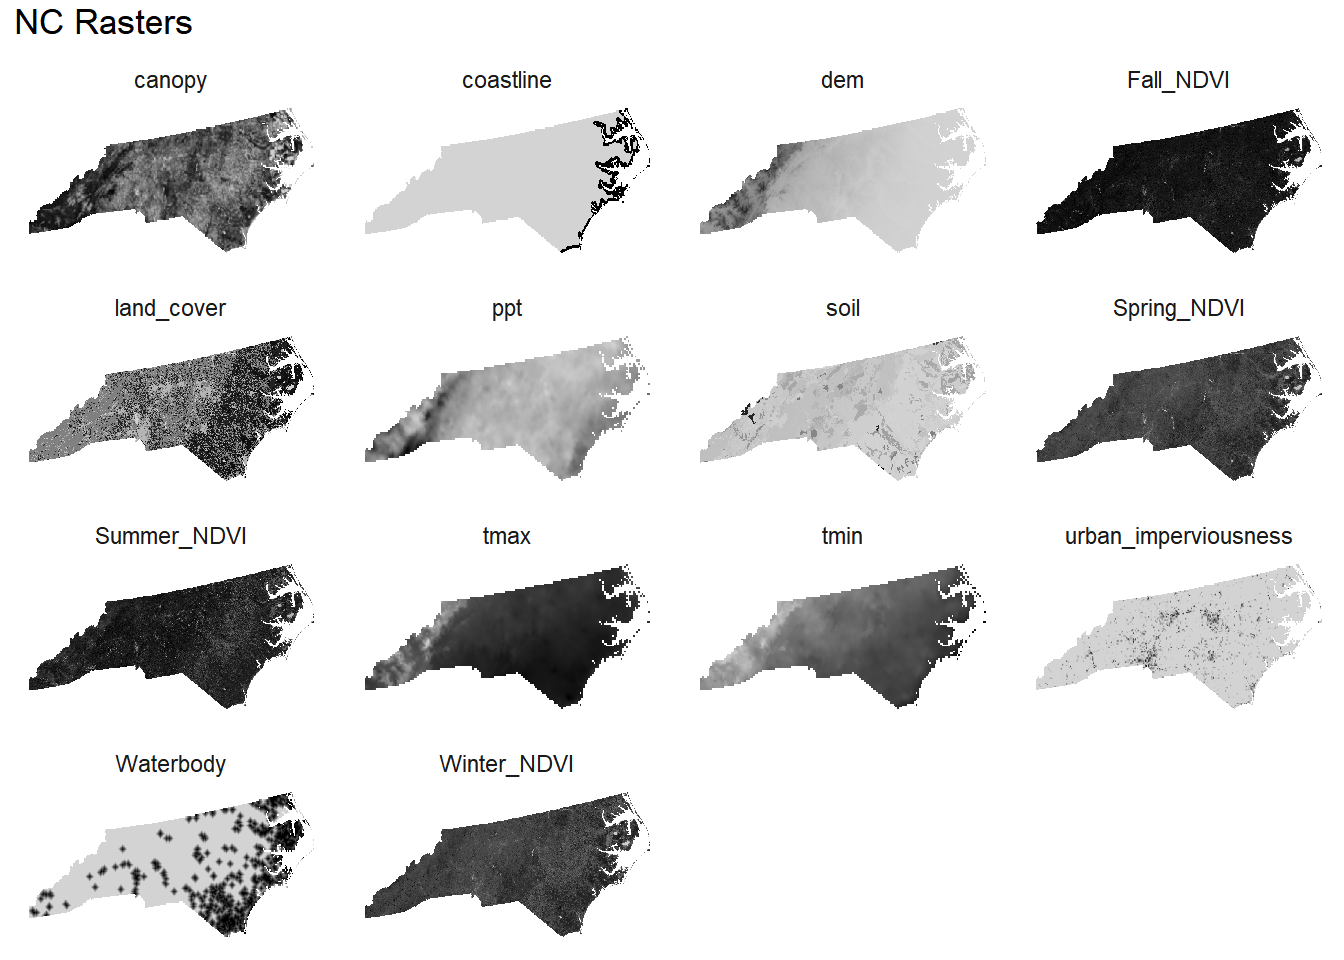 NC Rasters
canopy
coastline
dem
Fall_NDVI
land_cover
ppt
soil
Spring_NDVI
Summer_NDVI
tmax
tmin
urban_imperviousness
Waterbody
Winter_NDVI